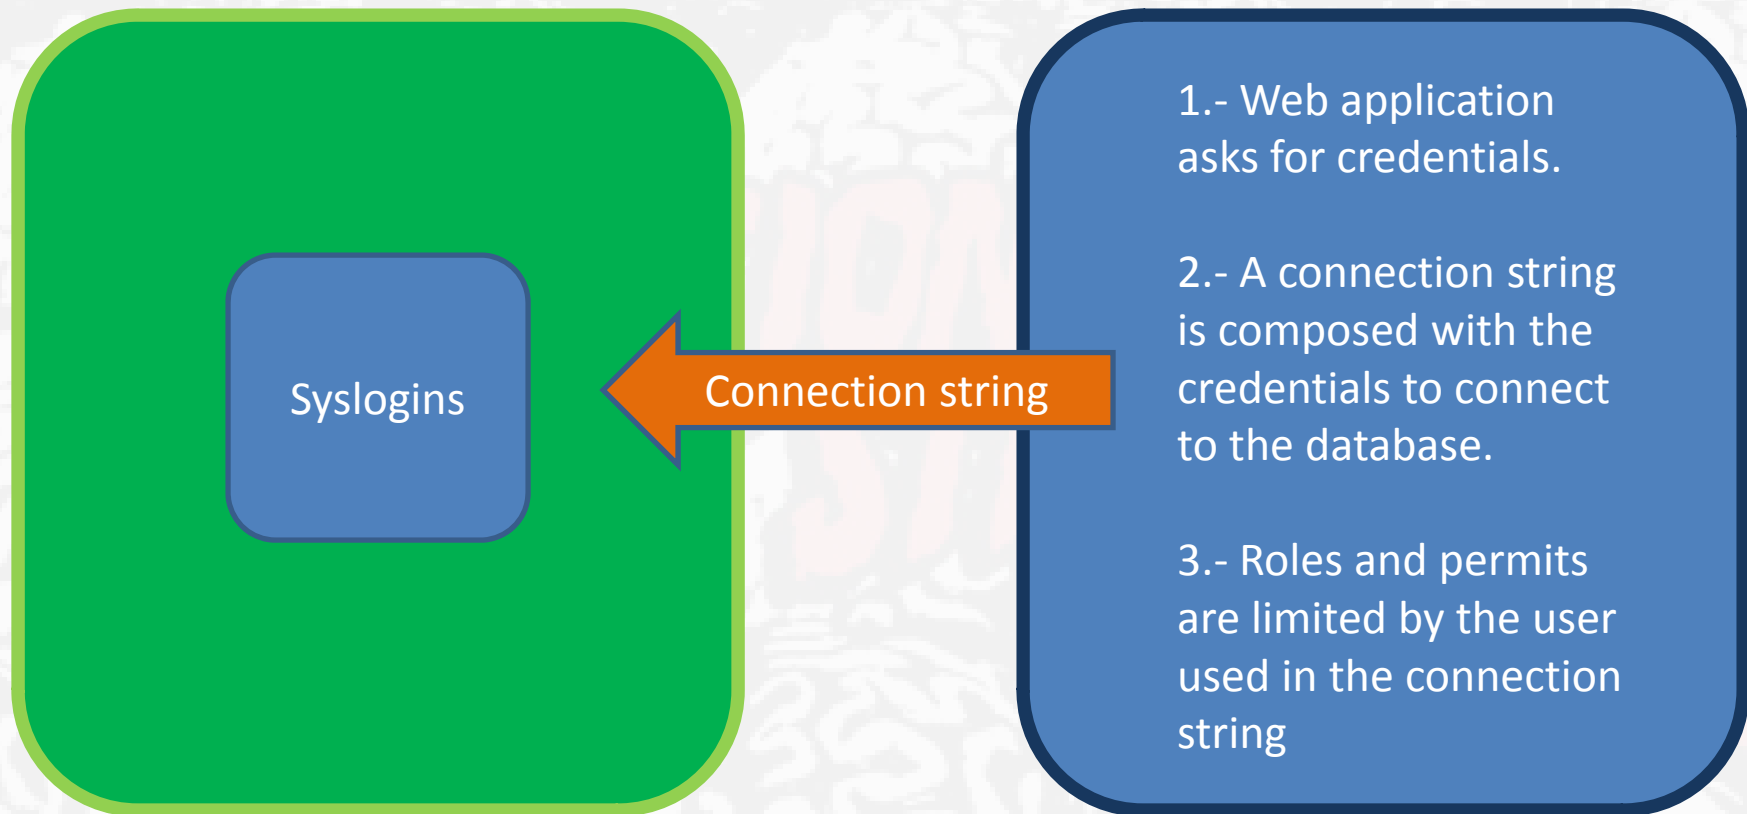 Syslogins
Connection string
1.- Web application
asks for credentials.
2.- A connection string
is composed with the
credentials to connect
to the database.
3.- Roles and permits
are limited by the user
used in the connection
string